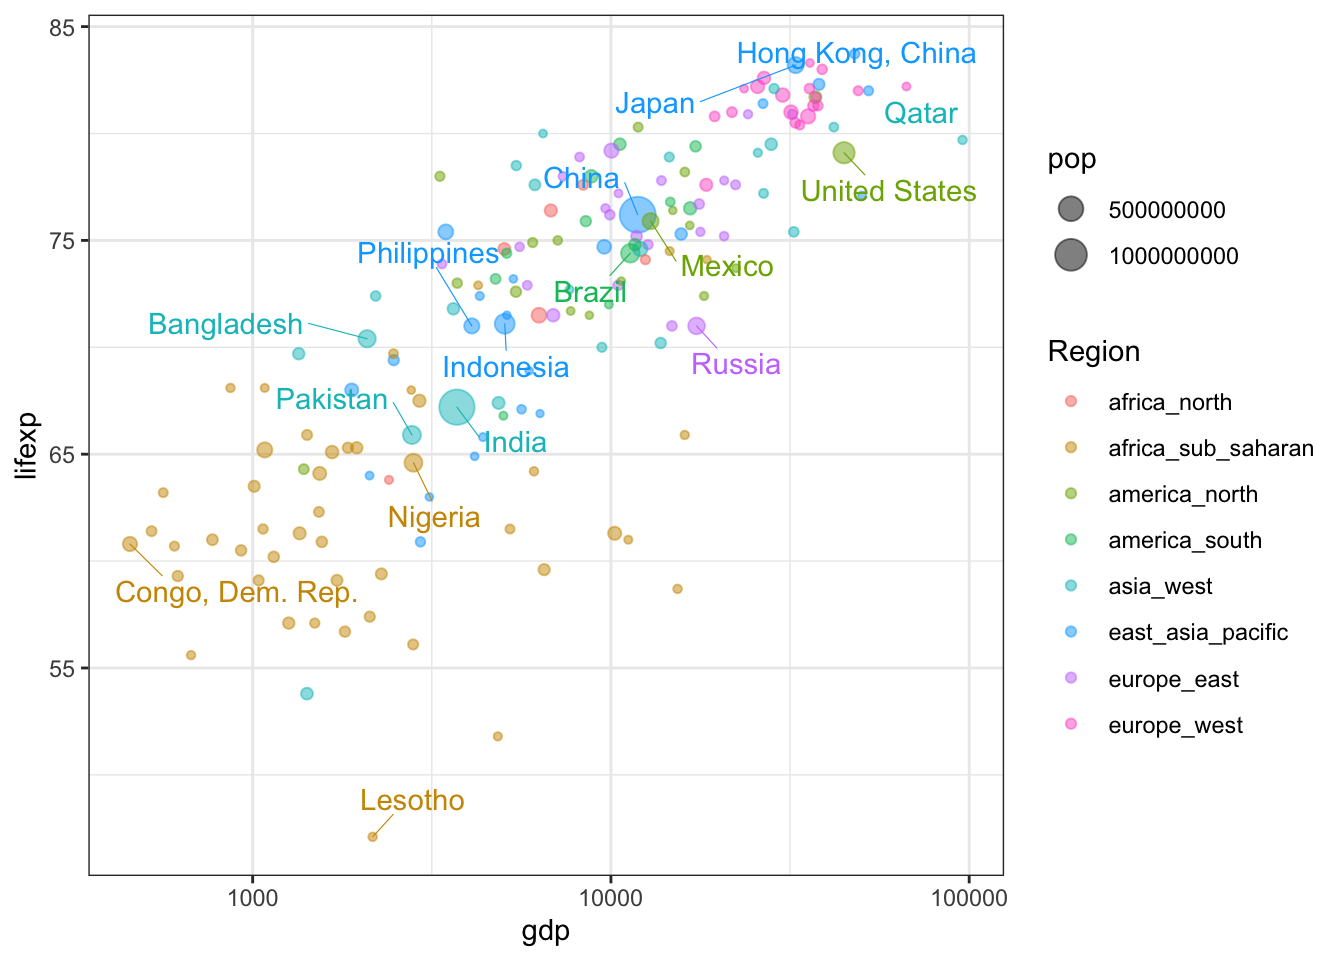 85
75
65
55
lifexp
1000
10000
100000
gdp
Hong Kong, China
Japan
Qatar
China
United States
Philippines
Mexico
Brazil
Bangladesh
Indonesia
Russia
Pakistan
India
Nigeria
Congo, Dem. Rep.
Lesotho
pop
500000000
1000000000
Region
africa_north
africa_sub_saharan
america_north
america_south
asia_west
east_asia_pacific
europe_east
europe_west